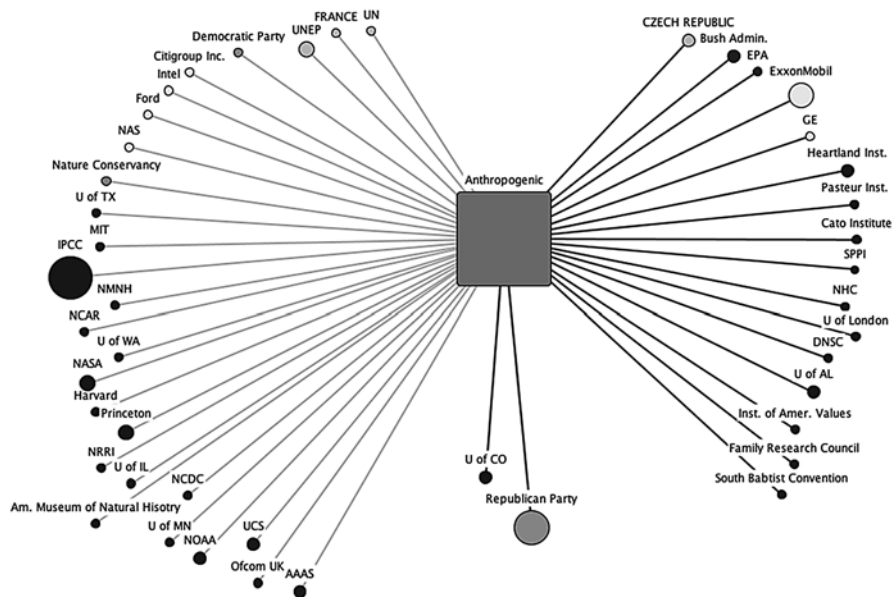 FRANCE
UN
UNEP
Democratic Party
Citigroup Inc.
Intel
Ford
NAS
Nature Conservancy
U of TX
MIT
IPCC
NMNH
NCAR
U of WA
NASA
Harvard
Princeton
NRRI
U of IL
NCDC
Am. Museum of Natural Hisotry
U of MN
NOAA
UCS
Ofcom UK
AAAS
Anthropogenic
U of CO
Republican Party
CZECH REPUBLIC
Bush Admin.
EPA
ExxonMobil
GE
Heartland Inst.
Pasteur Inst.
Cato Institute
SPPI
NHC
U of London
DNSC
U of AL
Inst. of Amer. Values
Family Research Council
South Babtist Convention